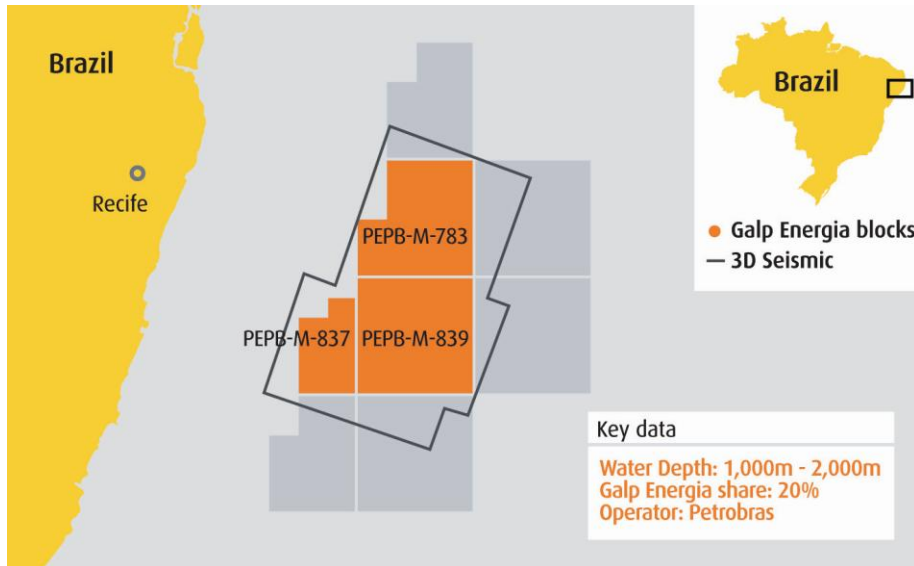 Brazil
Recife
PEPB-M-783
PEPB-M-837
PEPB-M-839
Brazil
Galp Energia blocks
3D Seismic
Key data
Water Depth: 1,000m - 2,000m
Galp Energia share: 20%
Operator: Petrobras